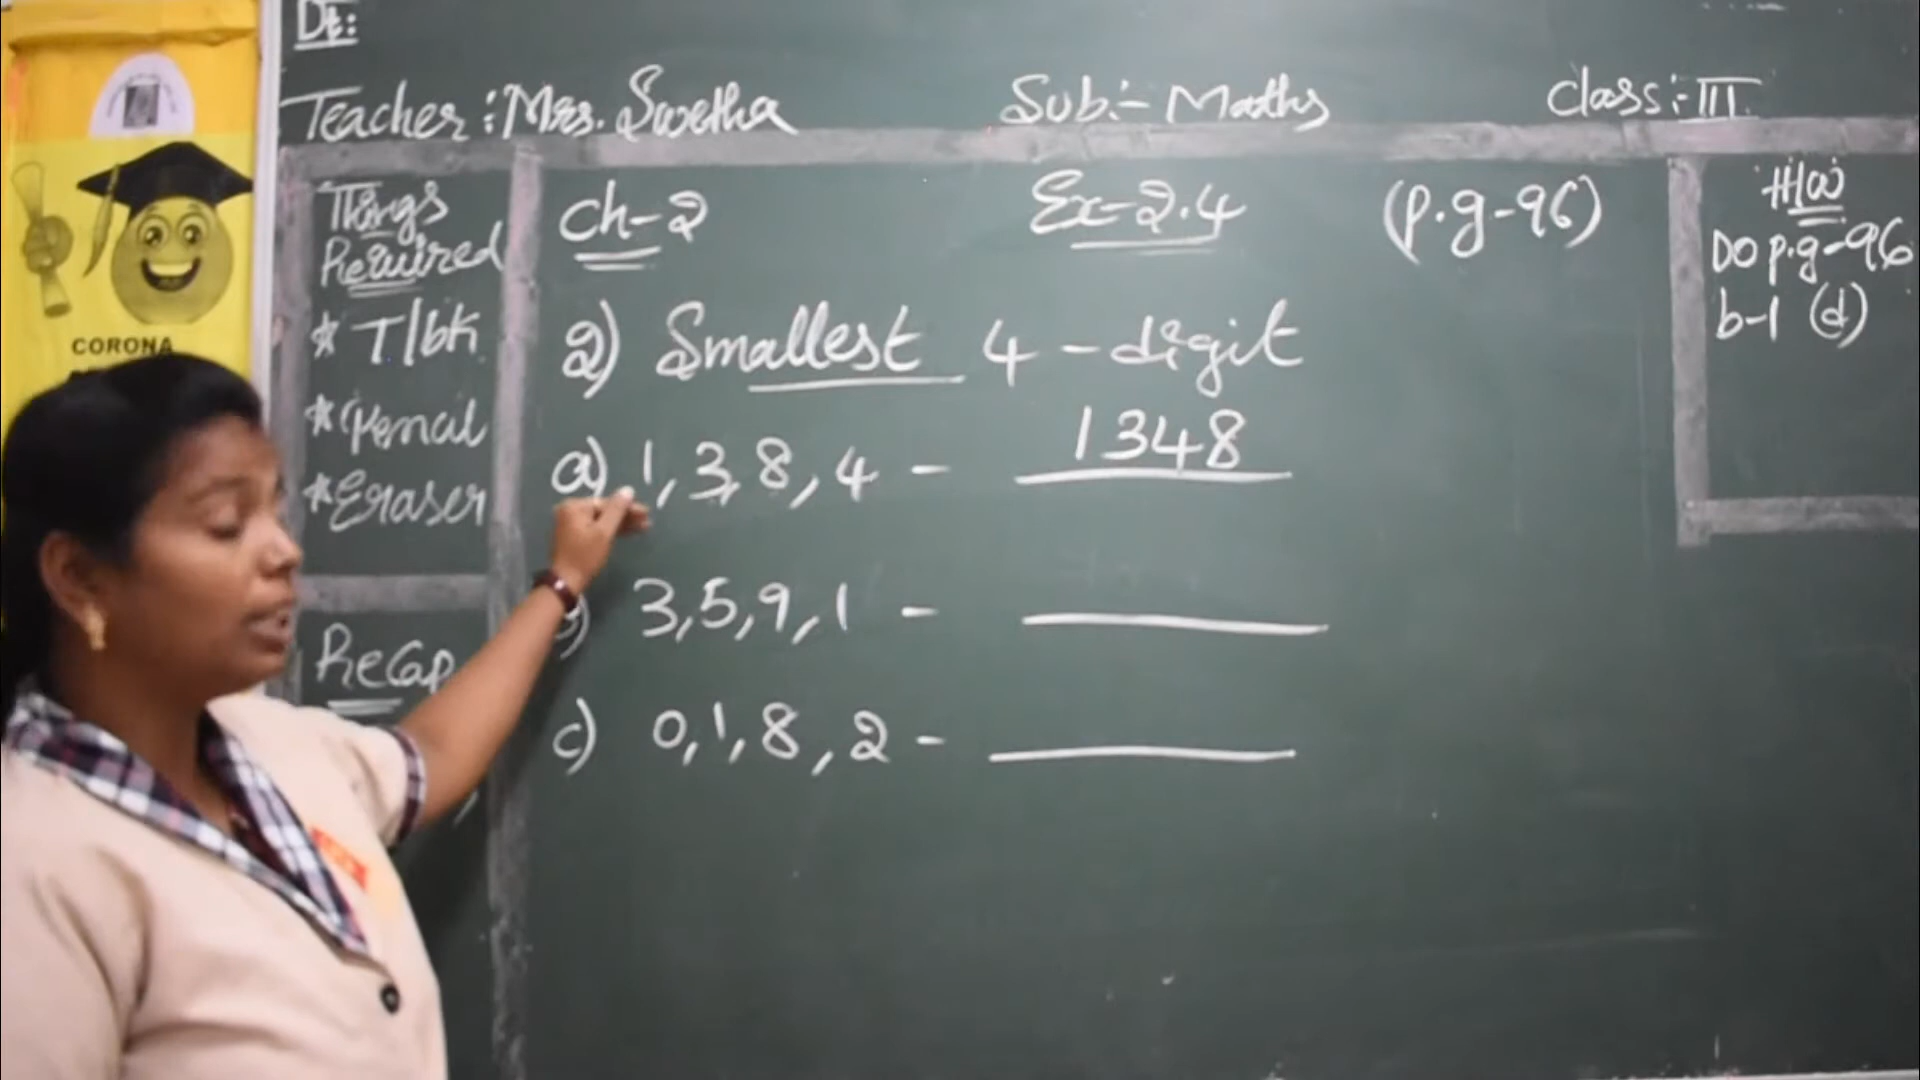 Dt:
Teacher:Mrs. Swetha Sub:- Maths Class:-III
Things
Required
* T/bk
* Pencil
* Eraser
Recap
Ch-2 Ex-2.4 (p.g-96)
2) Smallest 4-digit
a) 1, 3, 8, 4 - 1348
3, 5, 9, 1 -
c) 0, 1, 8, 2 -
H/W
DO p.g-96
b-1 (d)
CORONA